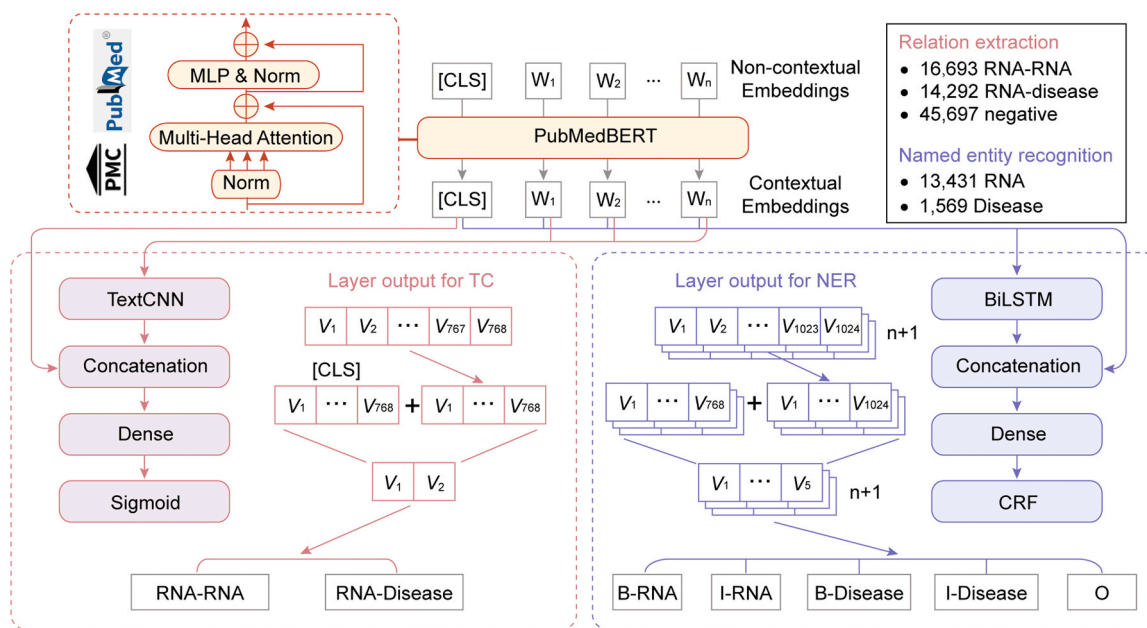 PubMed
®
PMC
MLP & Norm
Multi-Head Attention
Norm
[CLS]
W1
W2
...
Wn
Non-contextual
Embeddings
PubMedBERT
[CLS]
W1
W2
...
Wn
Contextual
Embeddings
Relation extraction
• 16,693 RNA-RNA
• 14,292 RNA-disease
• 45,697 negative
Named entity recognition
• 13,431 RNA
• 1,569 Disease
TextCNN
Concatenation
Dense
Sigmoid
Layer output for TC
V1 V2 ··· V767 V768
[CLS]
V1 ··· V768 + V1 ··· V768
V1 V2
RNA-RNA
RNA-Disease
Layer output for NER
V1 V2 ··· V1023 V1024 n+1
V1 ··· V768 + V1 ··· V1024
V1 ··· V5 n+1
BiLSTM
Concatenation
Dense
CRF
B-RNA
I-RNA
B-Disease
I-Disease
O